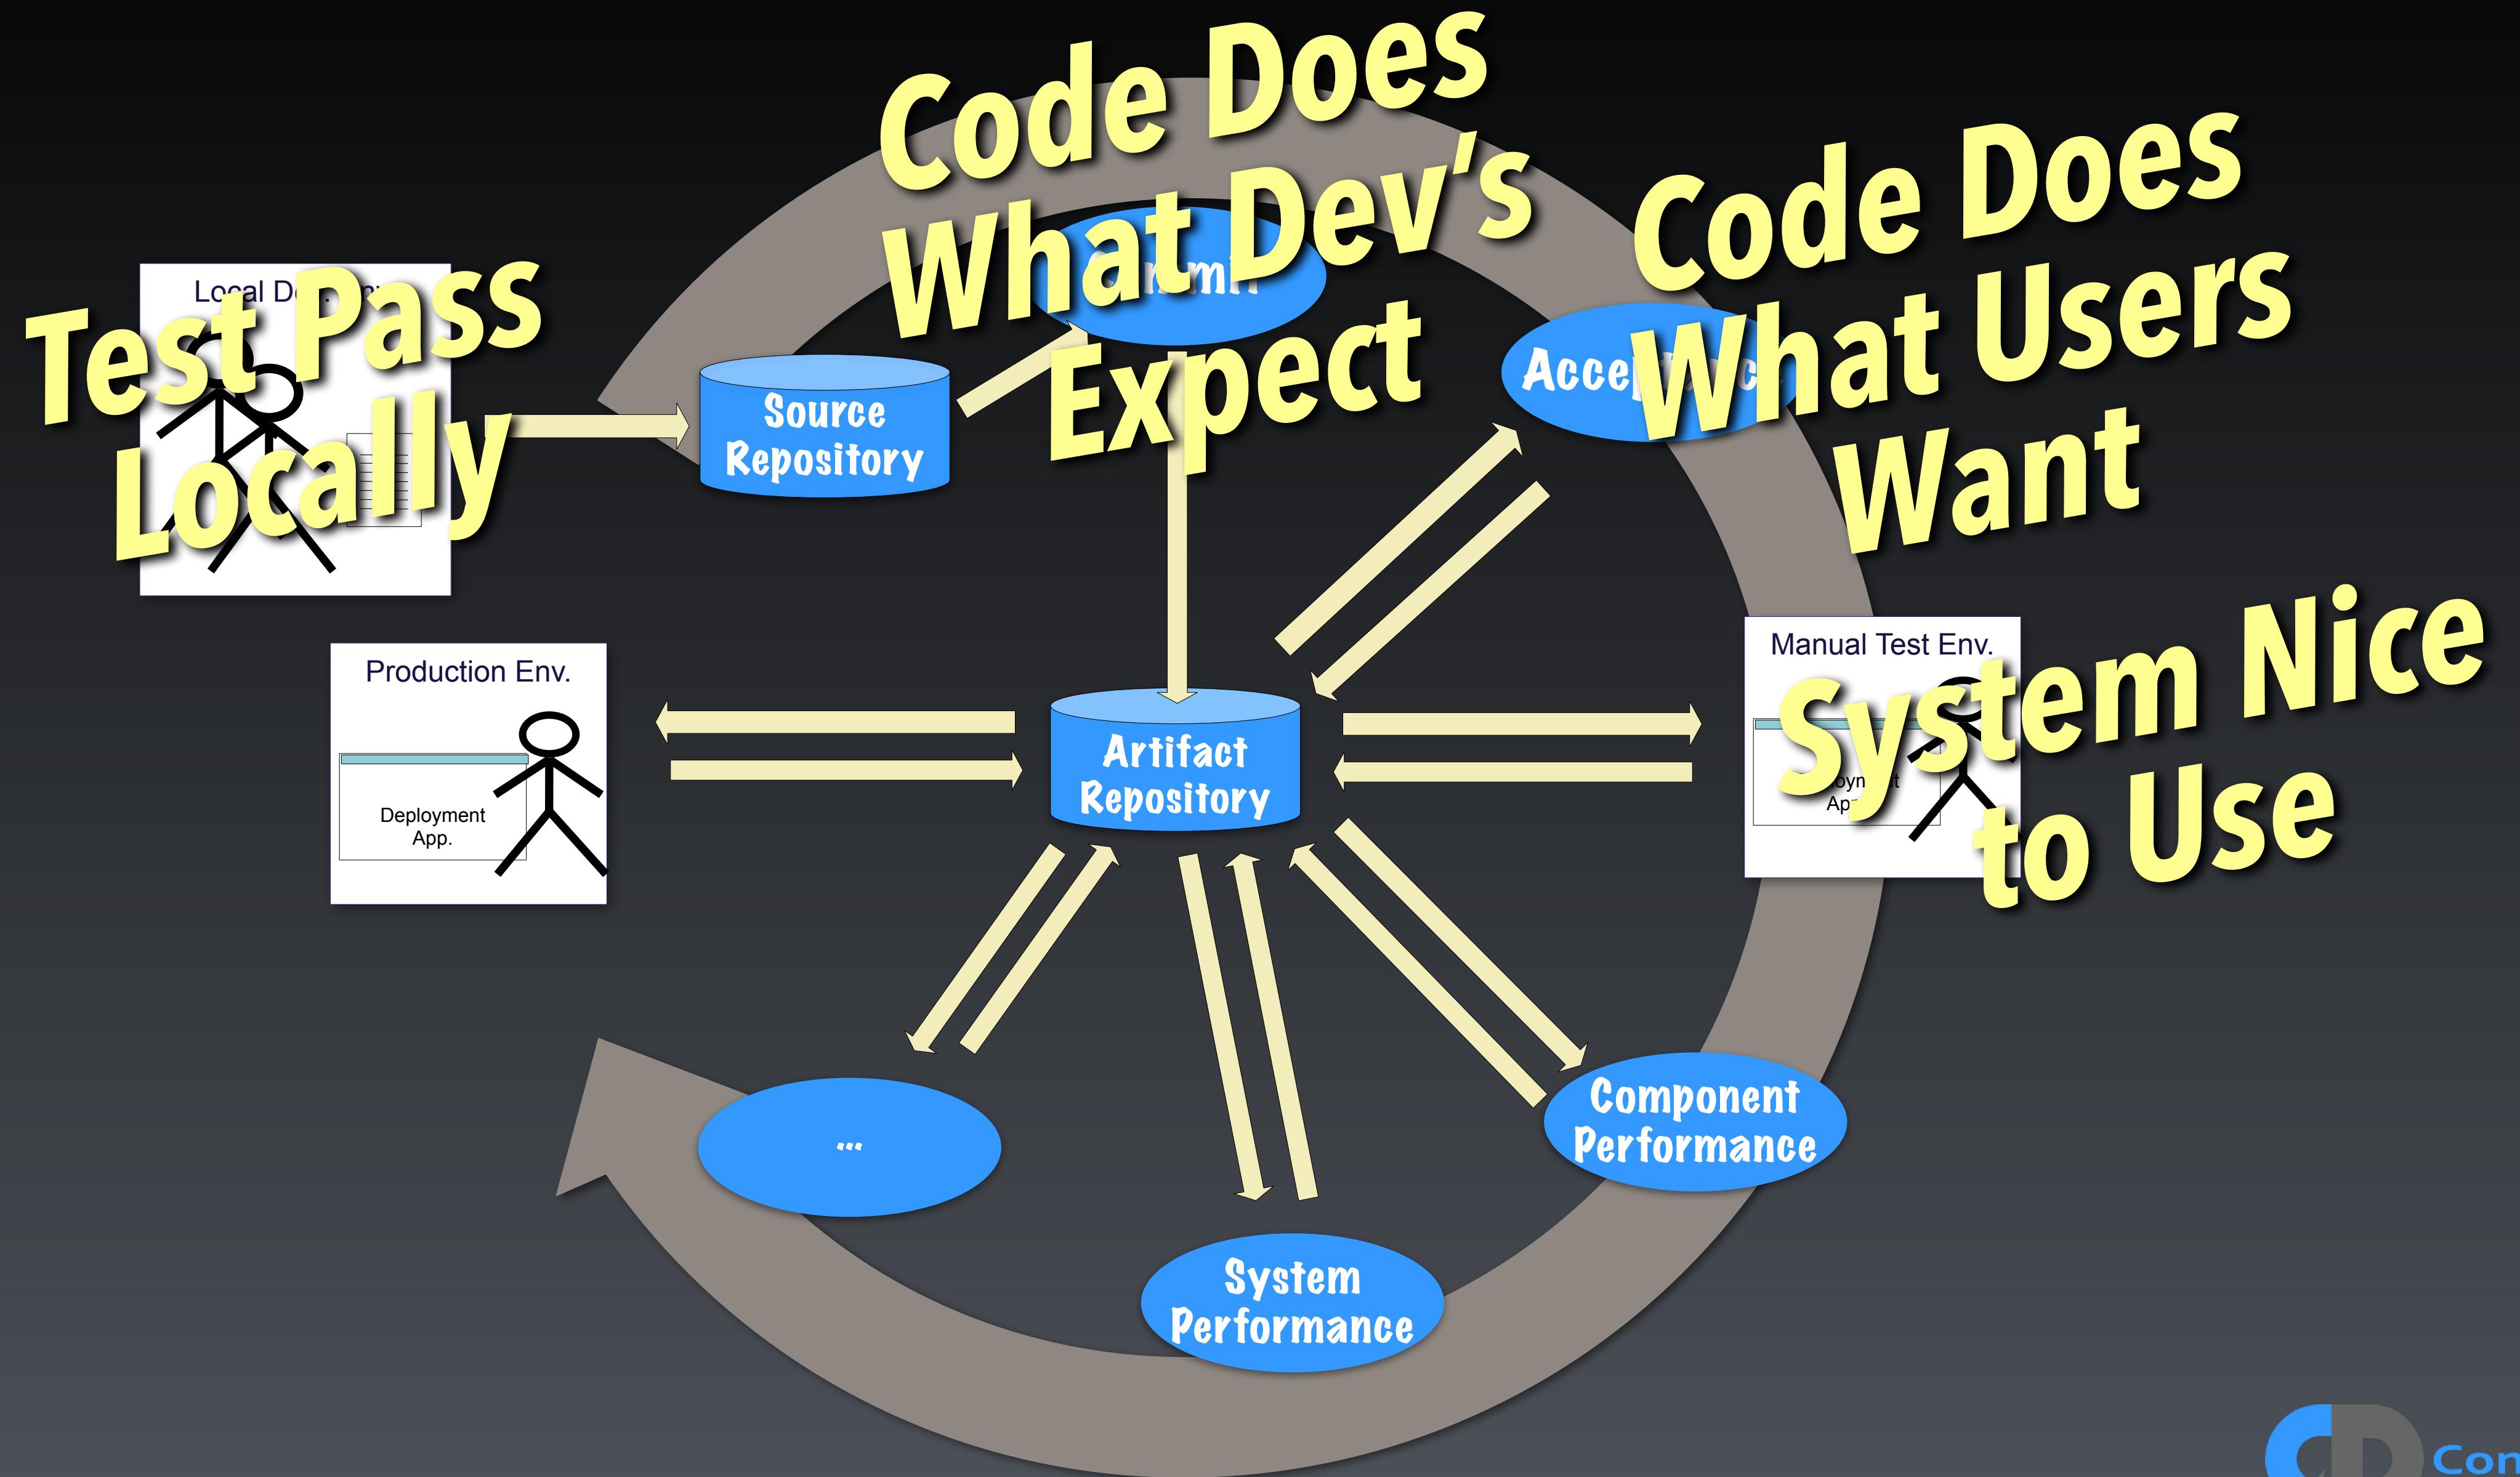 Code Does
What Dev's
Expect
Code Does
What Users
Want
Test Pass
Locally
Source
Repository
System Nice
to Use
Production Env.
Manual Test Env.
Deployment
App.
Artifact
Repository
Component
Performance
...
System
Performance
CD